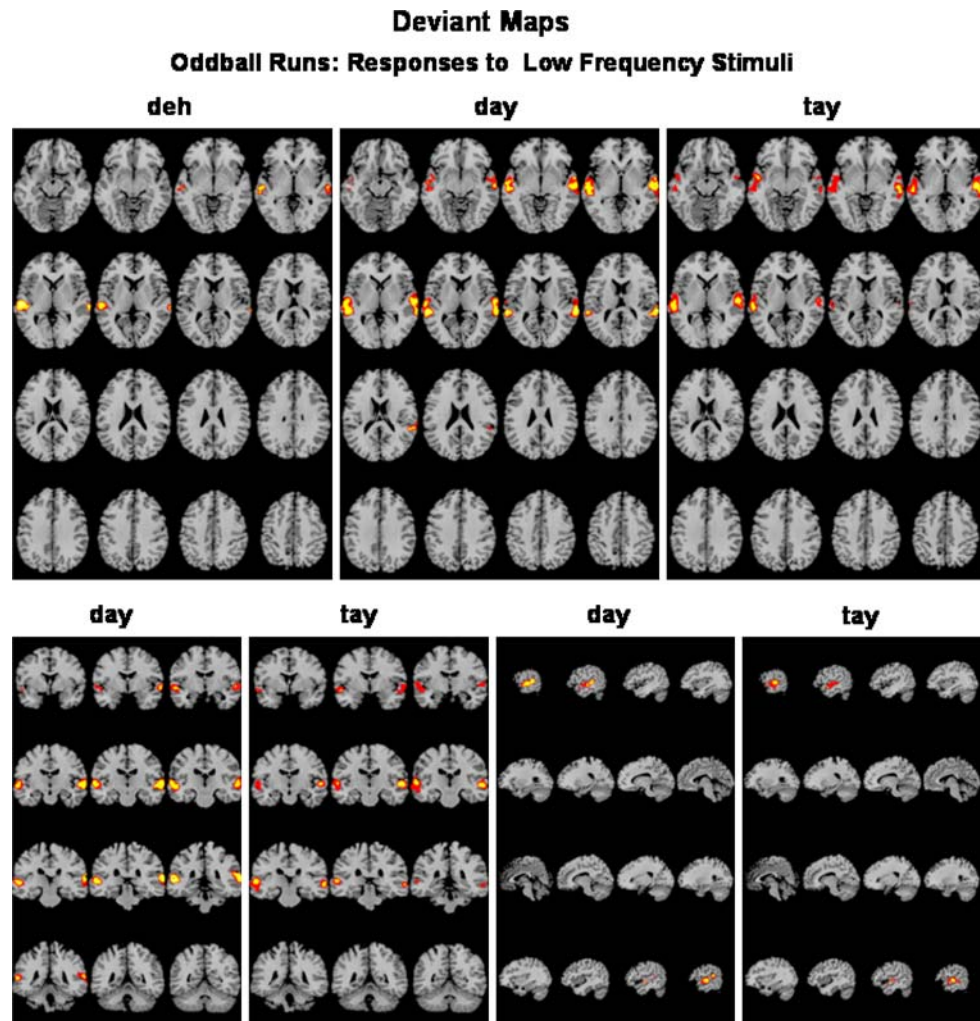 Deviant Maps
Oddball Runs: Responses to Low Frequency Stimuli
deh day tay
day tay day tay